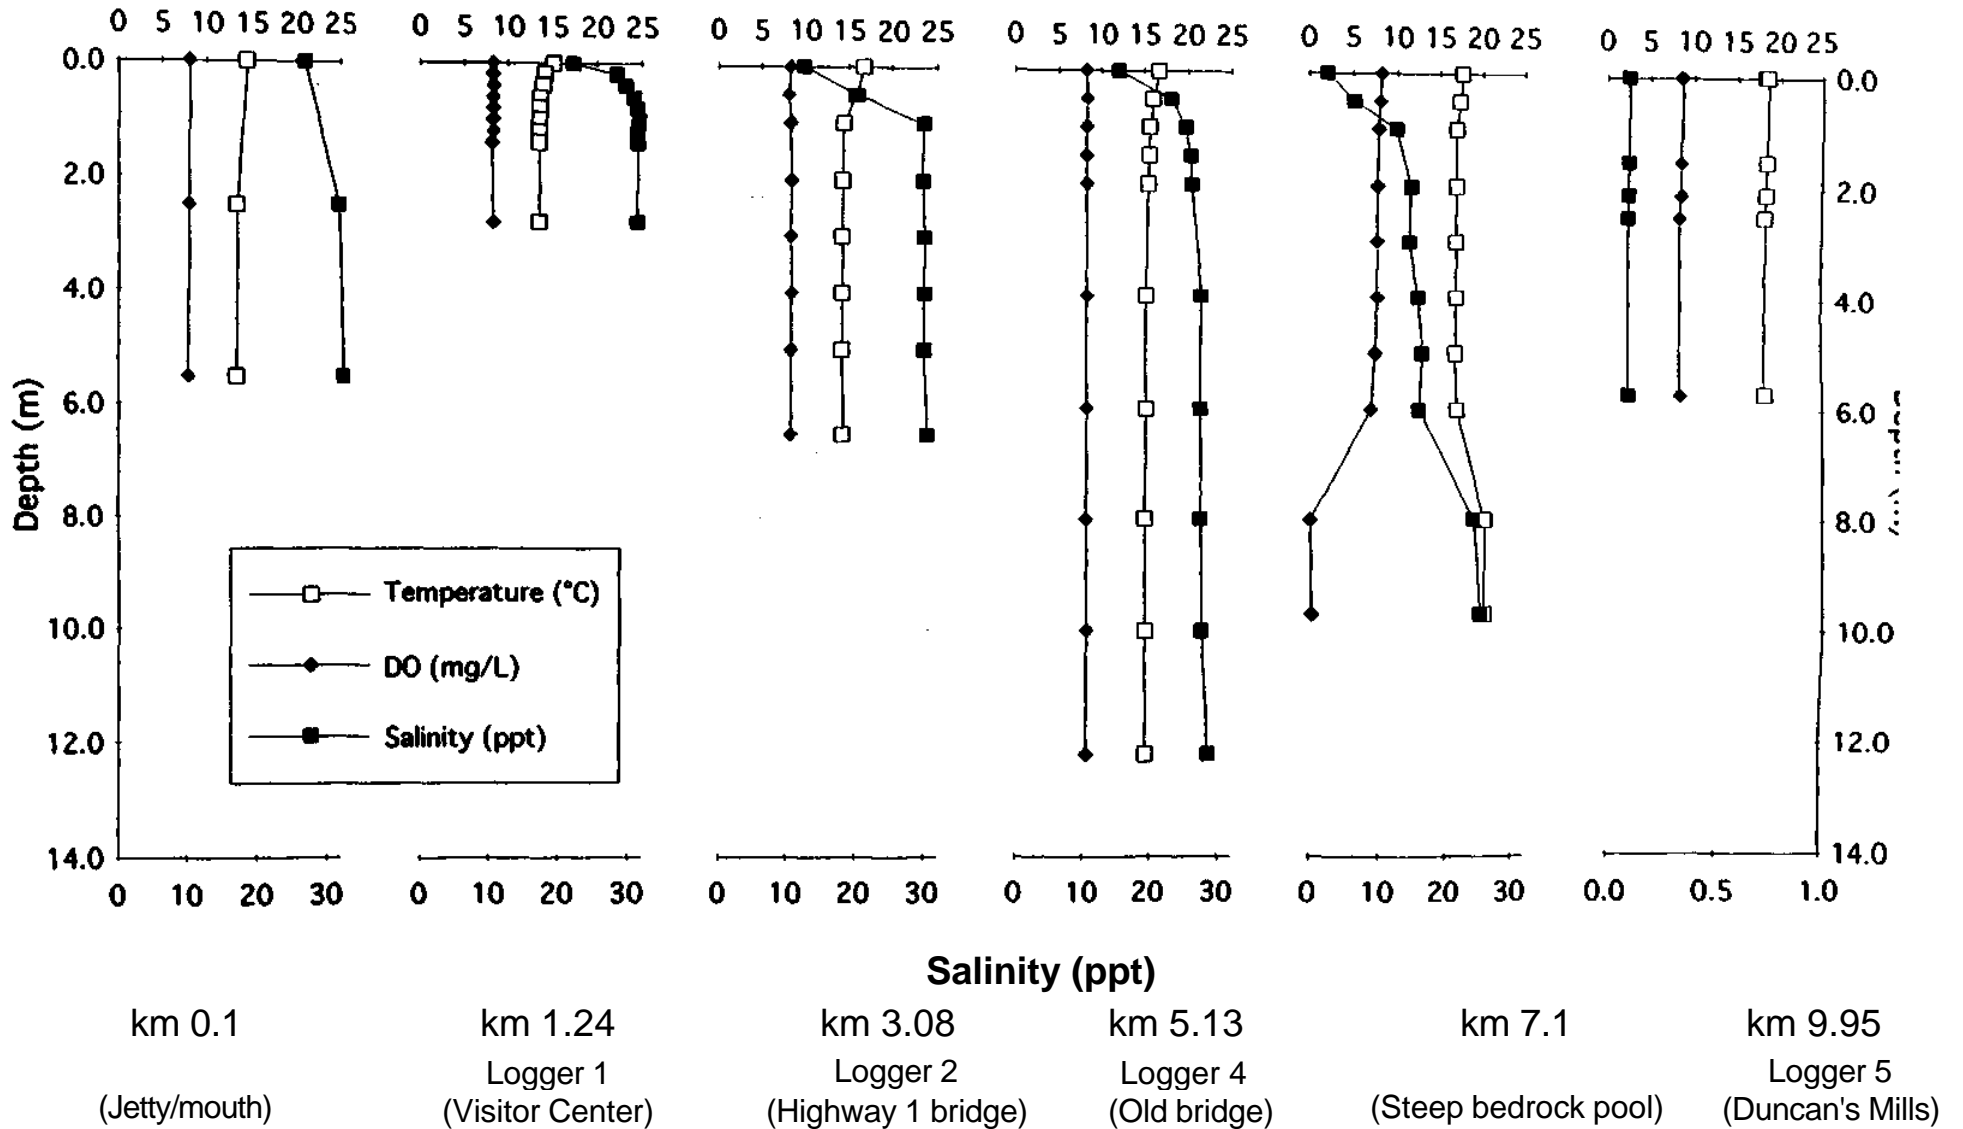 0 5 10 15 20 25 0 5 10 15 20 25 0 5 10 15 20 25 0 5 10 15 20 25 0 5 10 15 20 25 0 5 10 15 20 25
0.0 0.0
2.0 2.0
4.0 4.0
6.0 6.0
8.0 8.0
10.0 10.0
12.0 12.0
14.0 14.0
Depth (m)
Temperature (°C)
DO (mg/L)
Salinity (ppt)
0 10 20 30 0 10 20 30 0 10 20 30 0 10 20 30 0 10 20 30 0.0 0.5 1.0
Salinity (ppt)
km 0.1 km 1.24 km 3.08 km 5.13 km 7.1 km 9.95
Logger 1 Logger 2 Logger 4 Logger 5
(Jetty/mouth) (Visitor Center) (Highway 1 bridge) (Old bridge) (Steep bedrock pool) (Duncan's Mills)